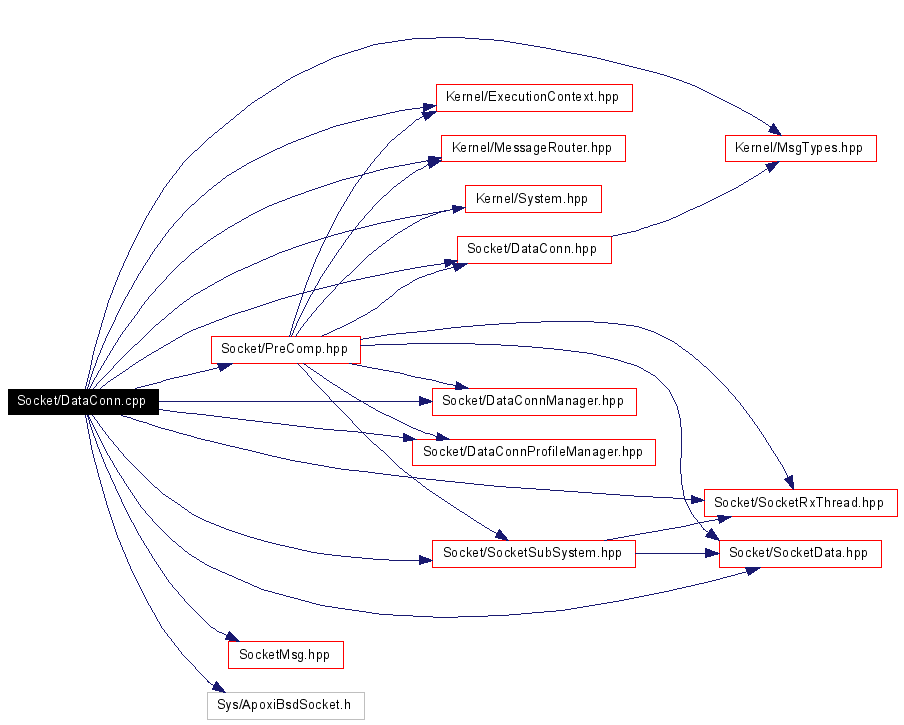 Kernel/ExecutionContext.hpp
Kernel/MessageRouter.hpp
Kernel/MsgTypes.hpp
Kernel/System.hpp
Socket/DataConn.hpp
Socket/PreComp.hpp
Socket/DataConn.cpp
Socket/DataConnManager.hpp
Socket/DataConnProfileManager.hpp
Socket/SocketRxThread.hpp
Socket/SocketSubSystem.hpp
Socket/SocketData.hpp
SocketMsg.hpp
Sys/ApoxiBsdSocket.h